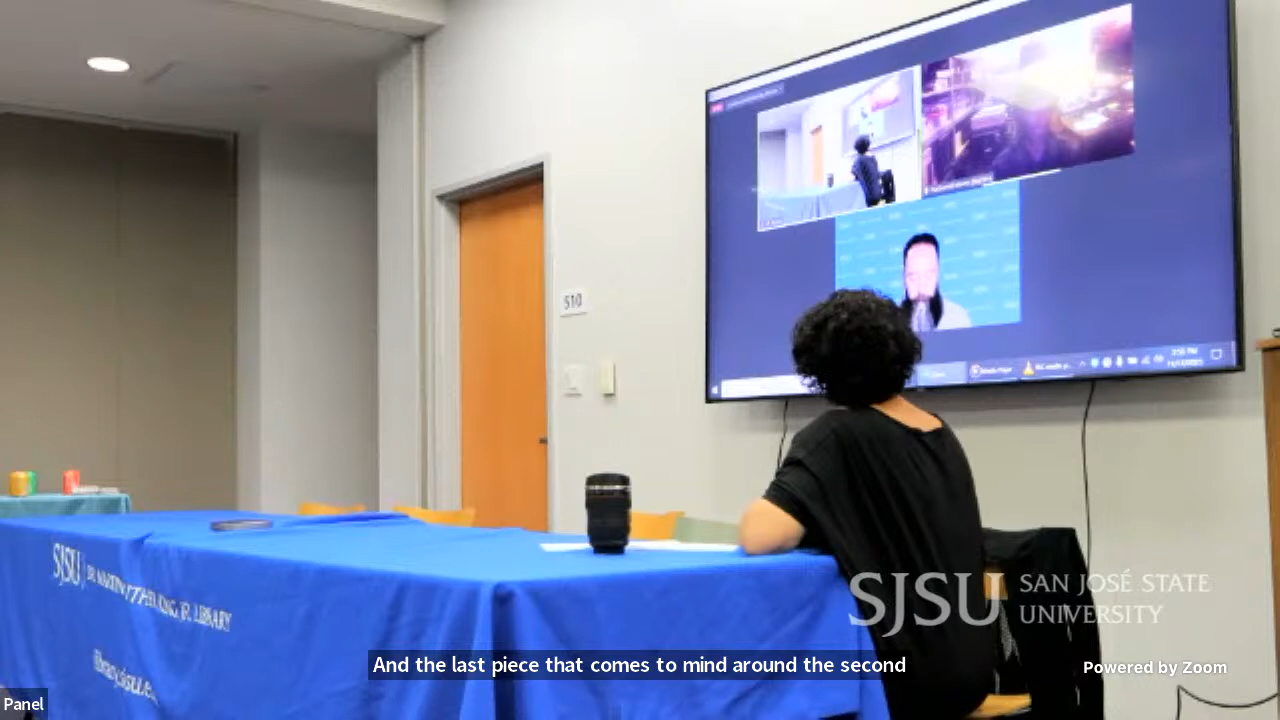 510
SJSU
DR. MARTIN LUTHER KING, JR. LIBRARY
SJSU
SAN JOSÉ STATE
UNIVERSITY
And the last piece that comes to mind around the second
Powered by Zoom
Panel